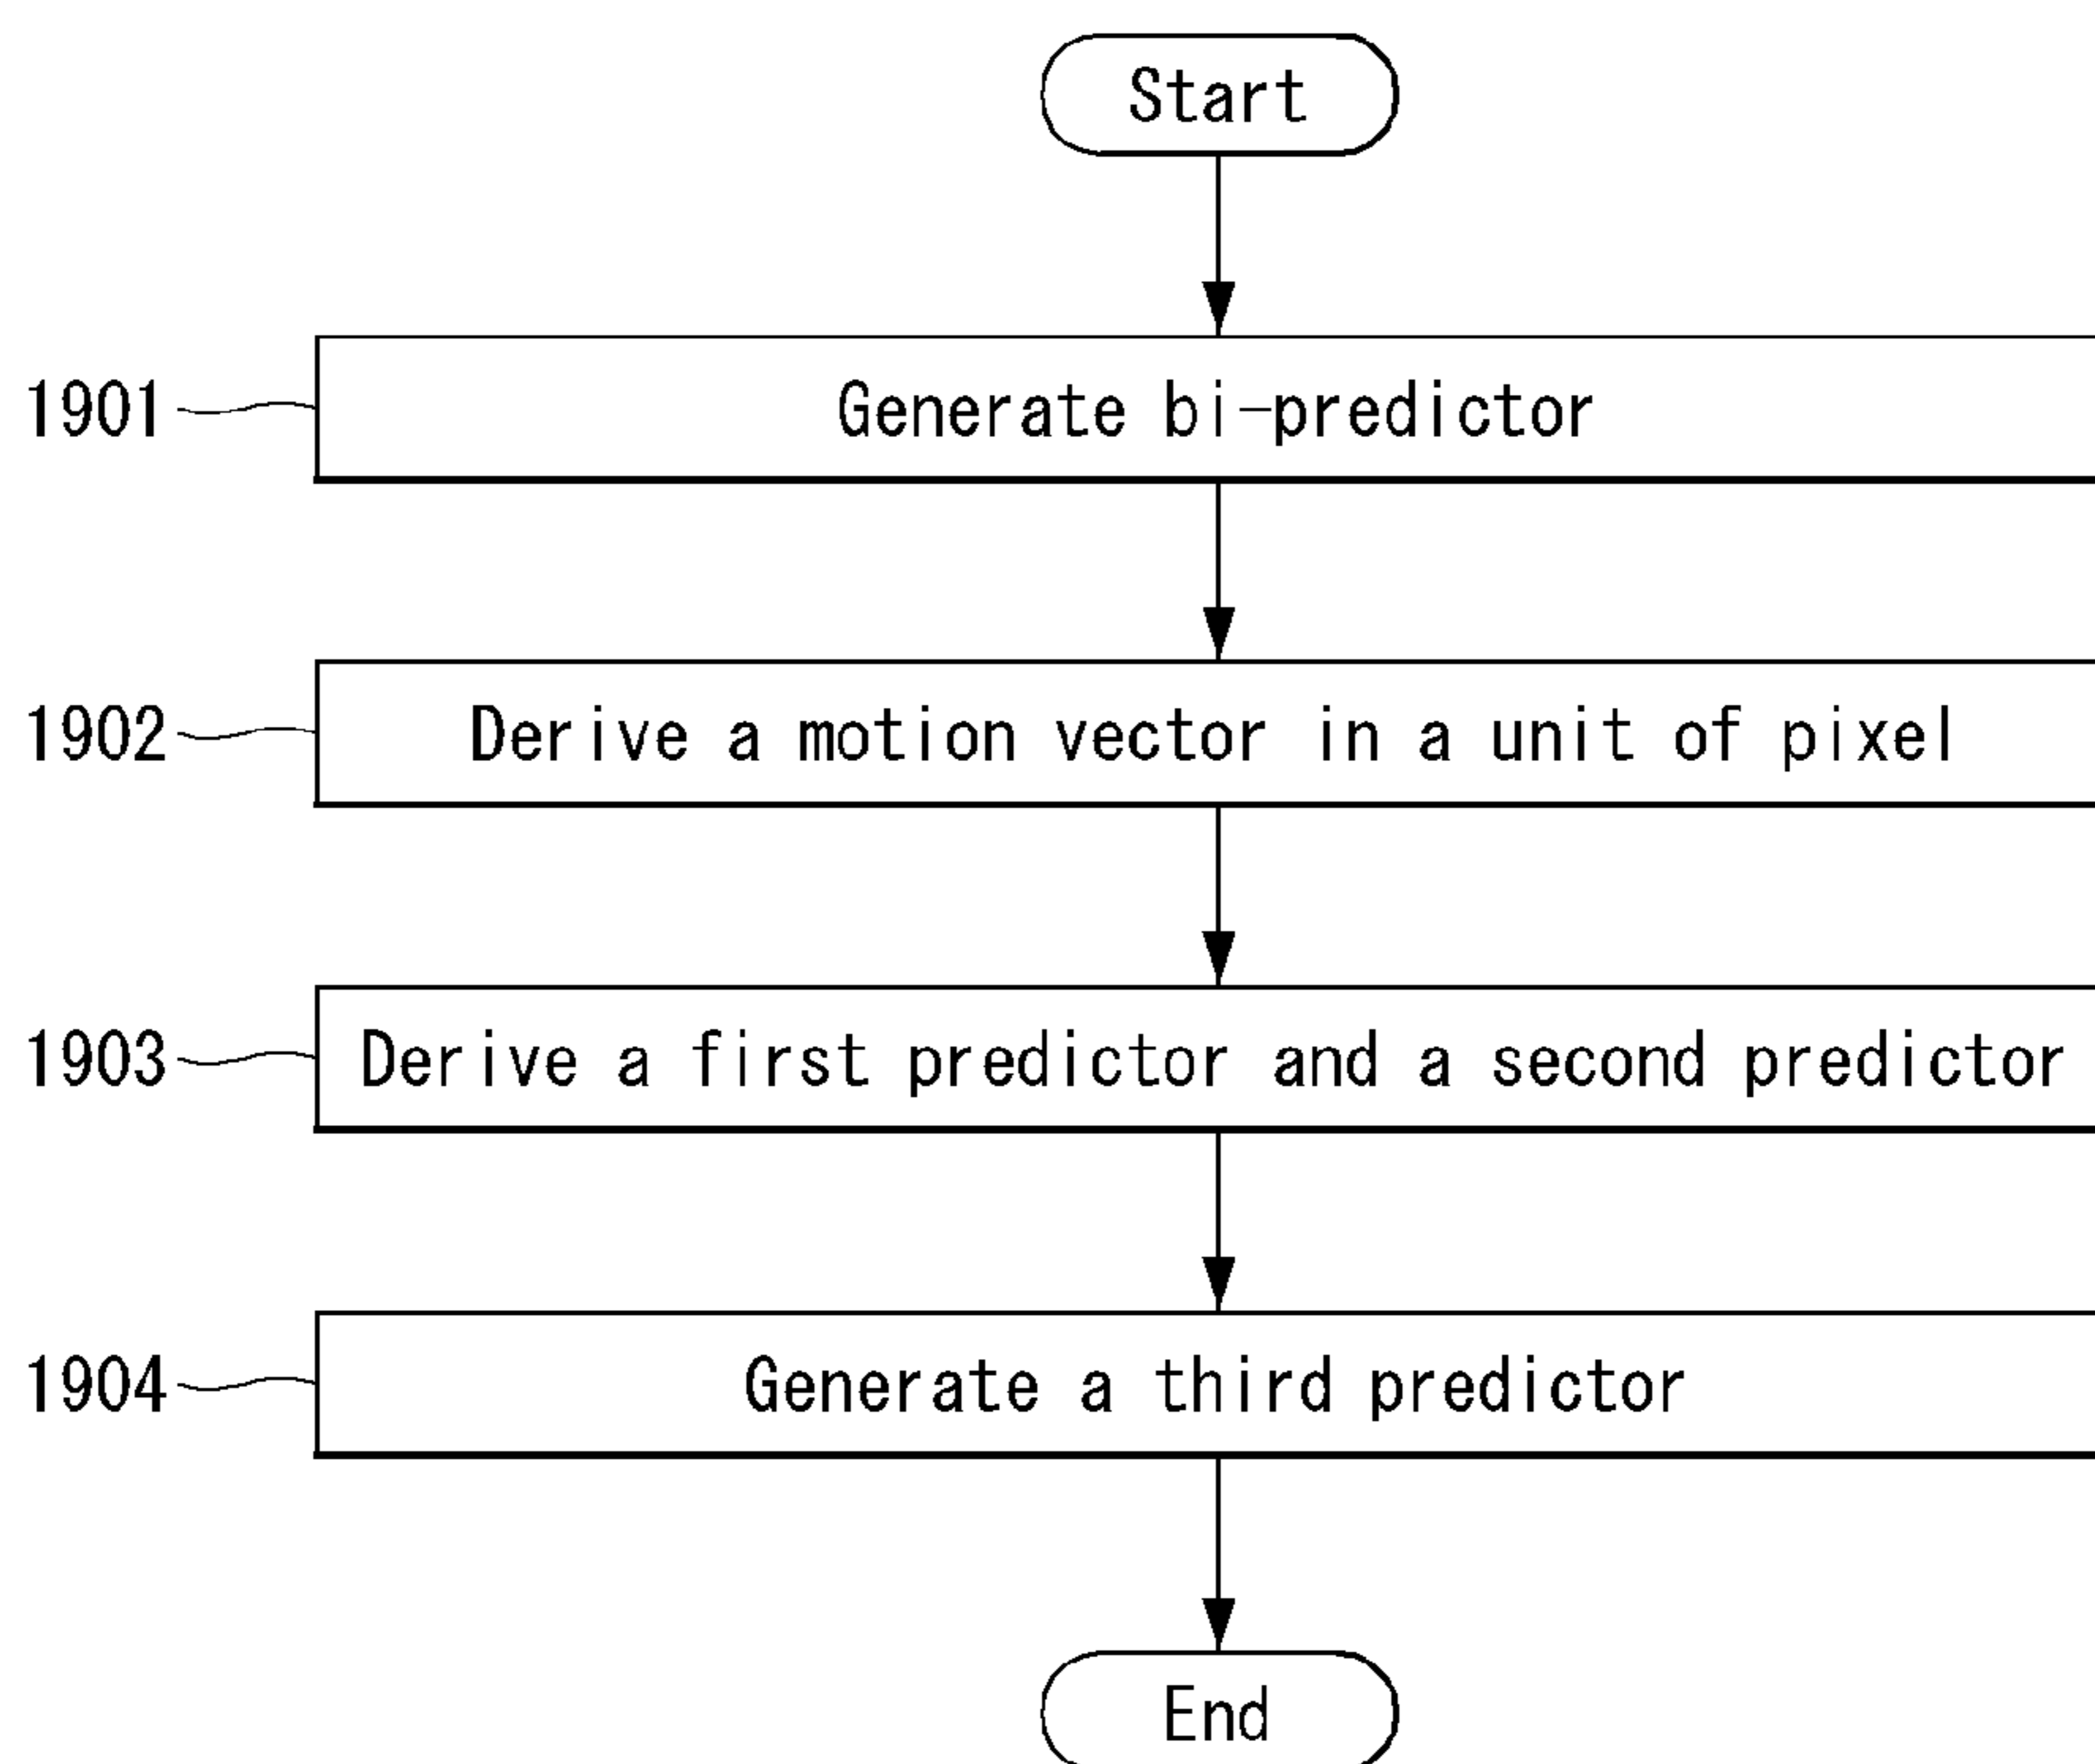 Start
1901 Generate bi-predictor
1902 Derive a motion vector in a unit of pixel
1903 Derive a first predictor and a second predictor
1904 Generate a third predictor
End